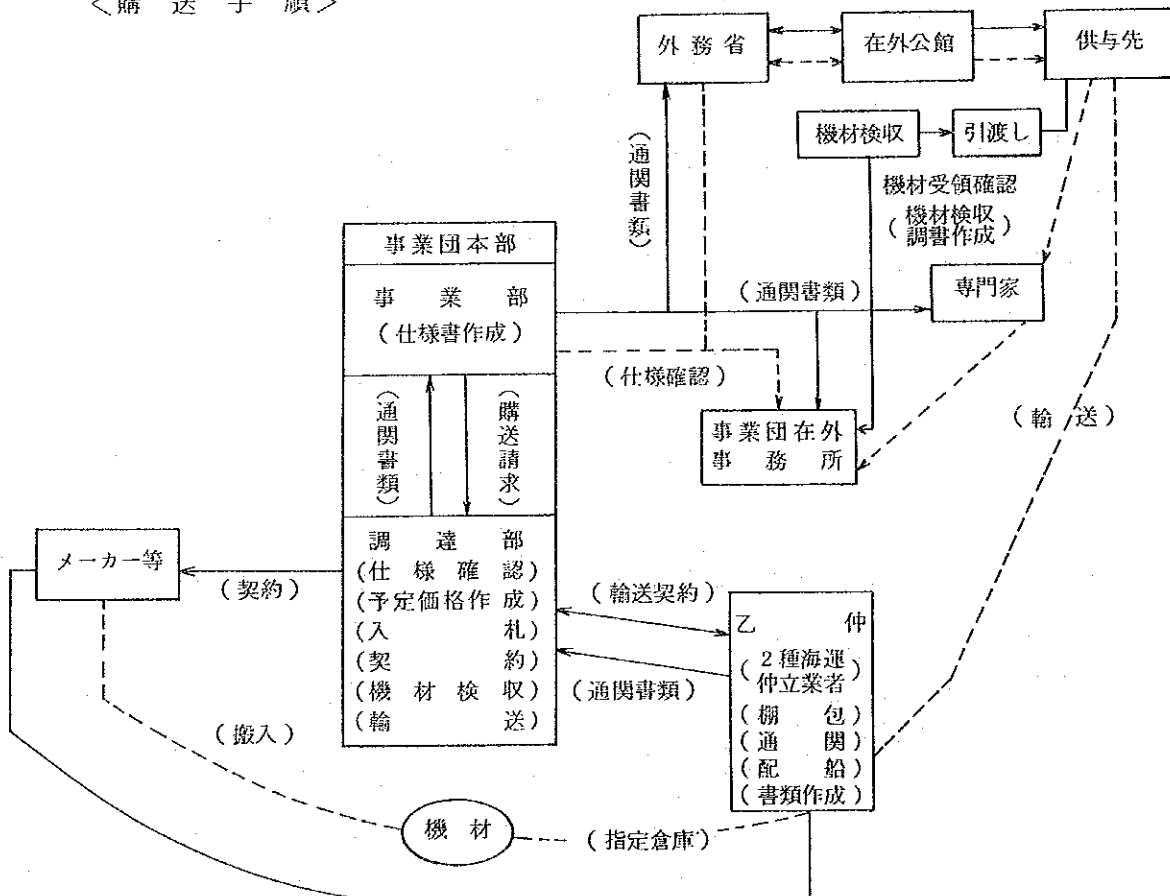 <購送手順>
外務省
在外公館
供与先
機材検収
引渡し
(通関書類)
機材受領確認
(機材検収
調書作成)
事業団本部
事業部
(仕様書作成)
(通関書類)
専門家
(仕様確認)
(通関書類)
(購送請求)
事業団在外
事務所
(輸送)
メーカー等
(契約)
調達部
(仕様確認)
(予定価格作成)
(入札)
(契約)
(機材検収)
(輸送)
(輸送契約)
(通関書類)
乙仲
(2種海運
仲立業者)
(棚包)
(通関)
(配船)
(書類作成)
(搬入)
機材
(指定倉庫)